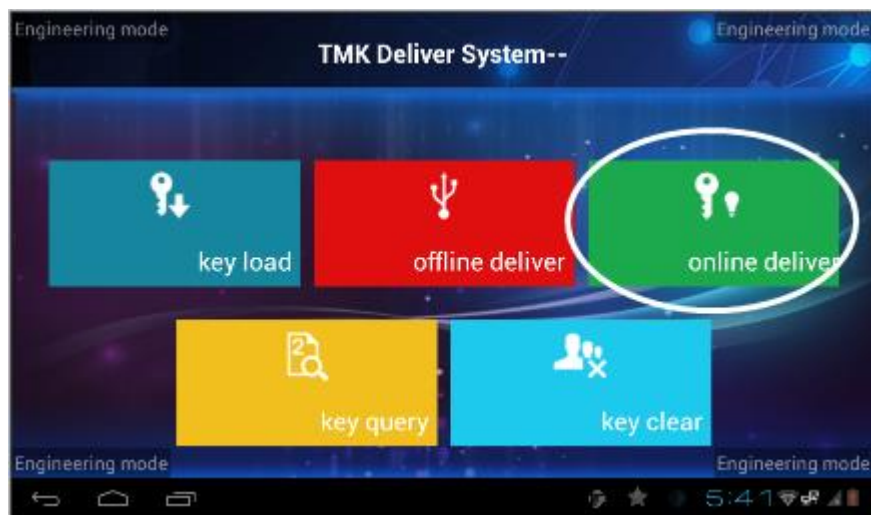 Engineering mode
Engineering mode
TMK Deliver System--
key load
offline deliver
online deliver
2
key query
key clear
Engineering mode
Engineering mode
5:41